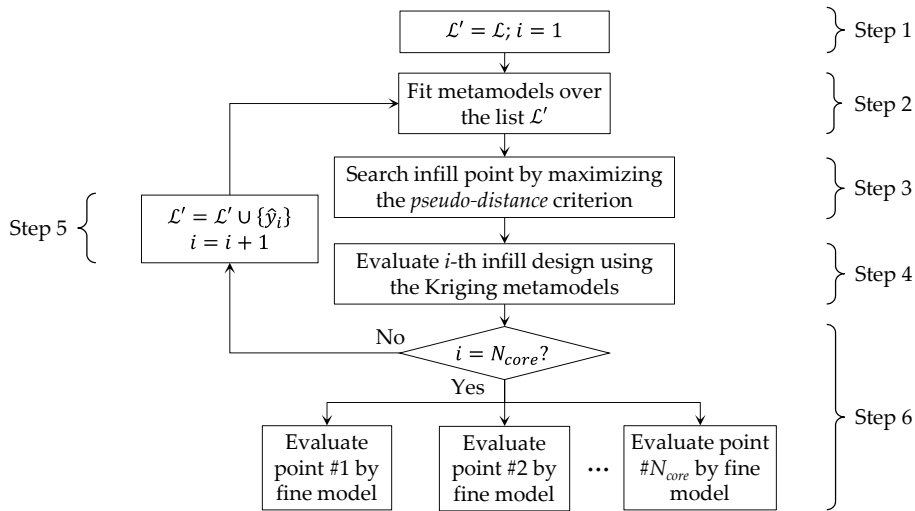 ℒ′ = ℒ; i = 1
Step 1
Fit metamodels over
the list ℒ′
Step 2
Search infill point by maximizing
the pseudo-distance criterion
Step 3
Step 5
ℒ′ = ℒ′ ∪ {ŷᵢ}
i = i + 1
Evaluate i-th infill design using
the Kriging metamodels
Step 4
No
i = N_core?
Yes
Step 6
Evaluate
point #1 by
fine model
Evaluate
point #2 by
fine model
...
Evaluate point
#N_core by fine
model